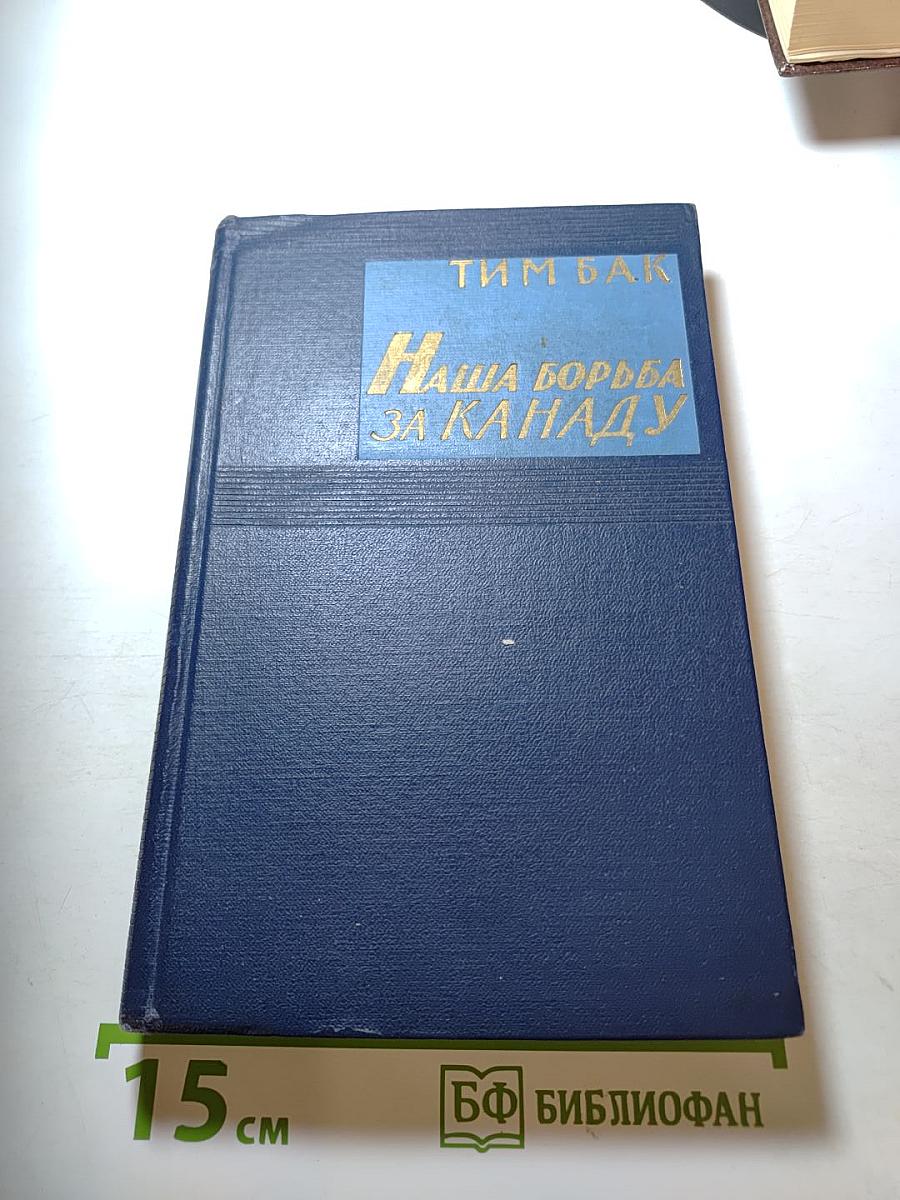 ТИМ БАК
НАША БОРЬБА
ЗА КАНАДУ
15 см
БФ БИБЛИОФАН